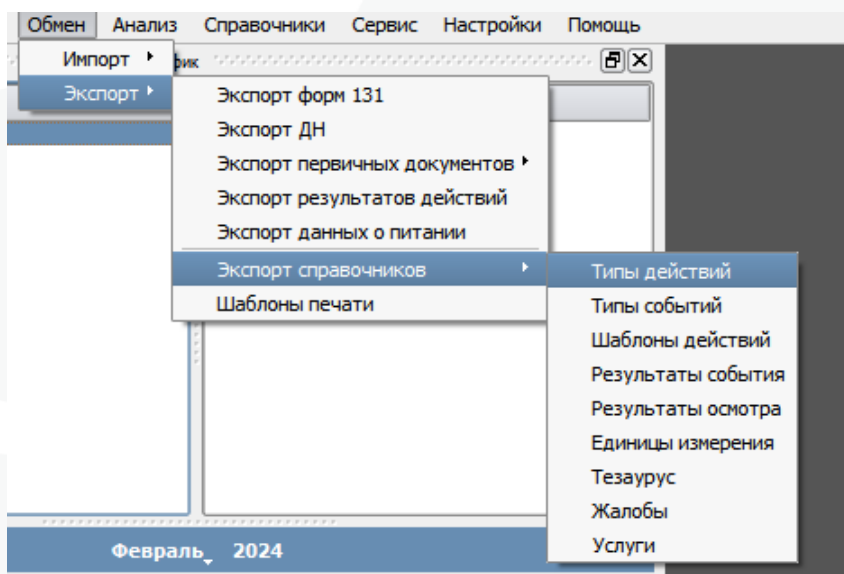 Обмен Анализ Справочники Сервис Настройки Помощь
Импорт
Экспорт
Экспорт форм 131
Экспорт ДН
Экспорт первичных документов
Экспорт результатов действий
Экспорт данных о питании
Экспорт справочников
Шаблоны печати
Типы действий
Типы событий
Шаблоны действий
Результаты события
Результаты осмотра
Единицы измерения
Тезаурус
Жалобы
Услуги
Февраль 2024